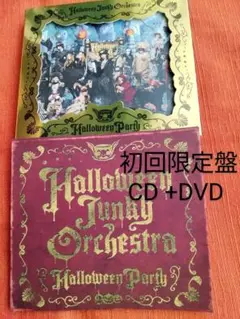 Halloween Junky Orchestra
Halloween Party
初回限定盤
CD +DVD
Halloween
Junky
Orchestra
Halloween Party